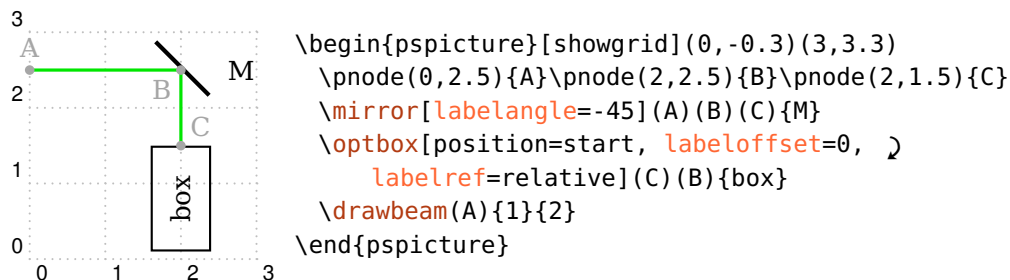 3
A
M
B
2
C
1
box
0
0 1 2 3
\begin{pspicture}[showgrid](0,-0.3)(3,3.3)
\pnode(0,2.5){A}\pnode(2,2.5){B}\pnode(2,1.5){C}
\mirror[labelangle=-45](A)(B)(C){M}
\optbox[position=start, labeloffset=0,
labelref=relative](C)(B){box}
\drawbeam(A){1}{2}
\end{pspicture}